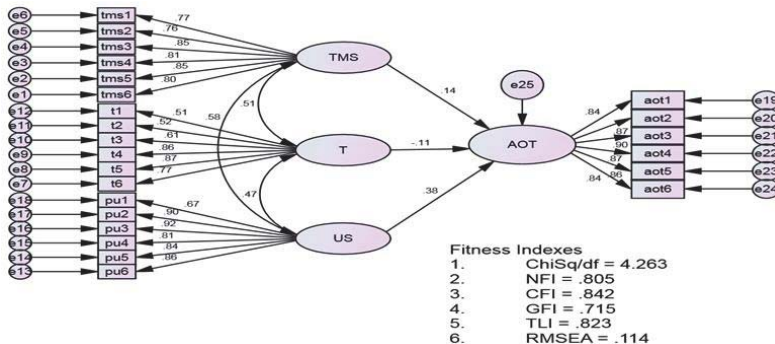 e6 tms1 .77
e5 tms2 .76
e4 tms3 .85
e3 tms4 .81
e2 tms5 .85
e1 tms6 .80
TMS
e12 t1 .51
e11 t2 .52
e10 t3 .61
e9 t4 .86
e8 t5 .87
e7 t6 .77
T
e18 pu1 .67
e17 pu2 .90
e16 pu3 .92
e15 pu4 .81
e14 pu5 .84
e13 pu6 .86
US
.51
.58
.47
.14
-.11
.38
e25
AOT
.84 aot1 e19
aot2 e20
.87 aot3 e21
.90 aot4 e22
.87 aot5 e23
.86
.84 aot6 e24
Fitness Indexes
1. ChiSq/df = 4.263
2. NFI = .805
3. CFI = .842
4. GFI = .715
5. TLI = .823
6. RMSEA = .114